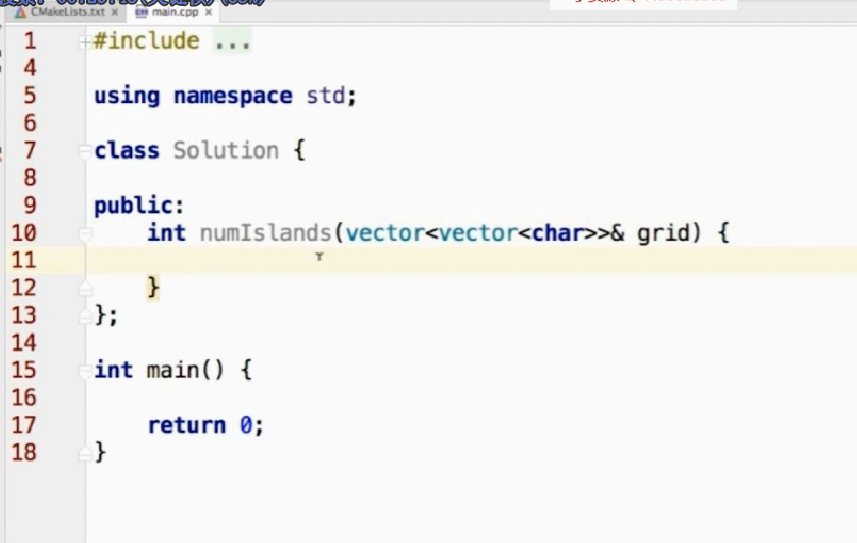 CMakeLists.txt × main.cpp ×
1 #include ...
4
5 using namespace std;
6
7 class Solution {
8
9 public:
10 int numIslands(vector<vector<char>>& grid) {
11
12 }
13 };
14
15 int main() {
16
17 return 0;
18 }